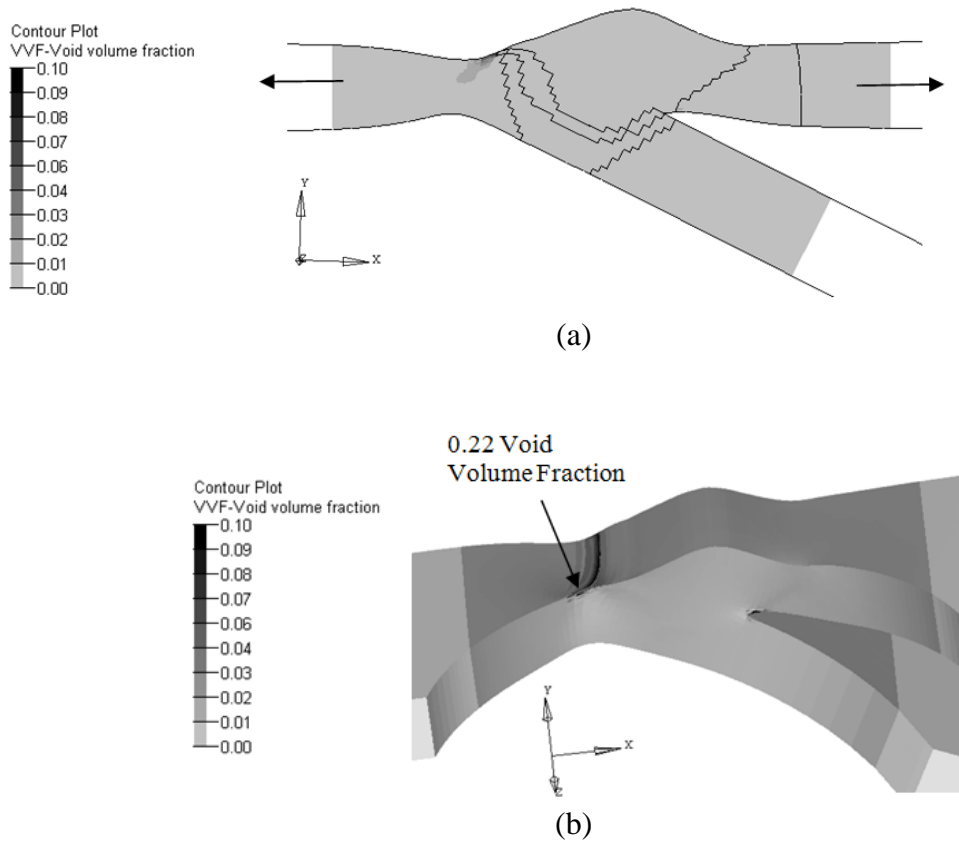 Contour Plot
VVF-Void volume fraction
0.10
0.09
0.08
0.07
0.06
0.05
0.04
0.03
0.02
0.01
0.00
Y
X
Z
(a)
0.22 Void
Volume Fraction
Contour Plot
VVF-Void volume fraction
0.10
0.09
0.08
0.07
0.06
0.05
0.04
0.03
0.02
0.01
0.00
Y
X
Z
(b)